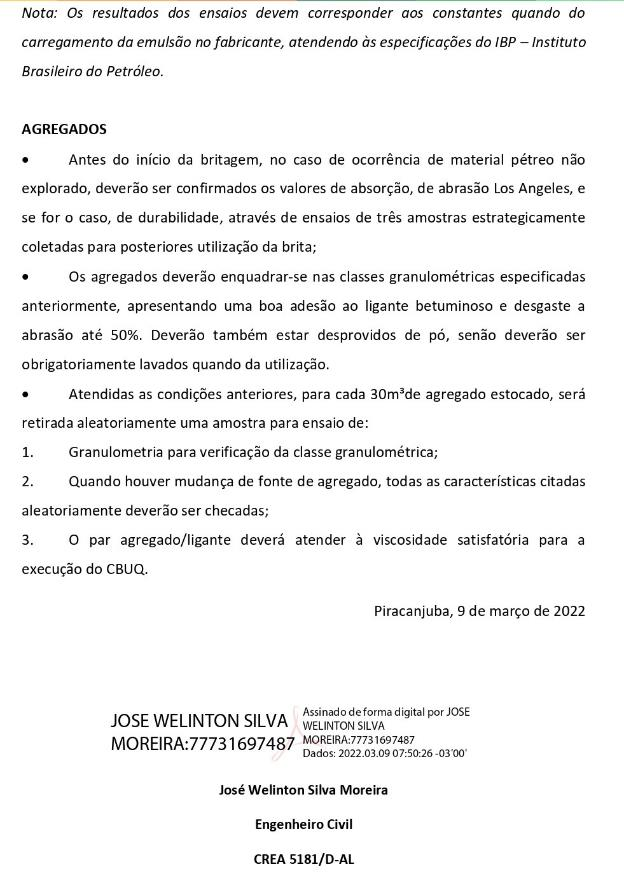 Nota: Os resultados dos ensaios devem corresponder aos constantes quando do
carregamento da emulsão no fabricante, atendendo às especificações do IBP – Instituto
Brasileiro do Petróleo.
AGREGADOS
• Antes do início da britagem, no caso de ocorrência de material pétreo não
explorado, deverão ser confirmados os valores de absorção, de abrasão Los Angeles, e
se for o caso, de durabilidade, através de ensaios de três amostras estrategicamente
coletadas para posteriores utilização da brita;
• Os agregados deverão enquadrar-se nas classes granulométricas especificadas
anteriormente, apresentando uma boa adesão ao ligante betuminoso e desgaste a
abrasão até 50%. Deverão também estar desprovidos de pó, senão deverão ser
obrigatoriamente lavados quando da utilização.
• Atendidas as condições anteriores, para cada 30m³de agregado estocado, será
retirada aleatoriamente uma amostra para ensaio de:
1. Granulometria para verificação da classe granulométrica;
2. Quando houver mudança de fonte de agregado, todas as características citadas
aleatoriamente deverão ser checadas;
3. O par agregado/ligante deverá atender à viscosidade satisfatória para a
execução do CBUQ.
Piracanjuba, 9 de março de 2022
JOSE WELINTON SILVA
MOREIRA:77731697487
Assinado de forma digital por JOSE
WELINTON SILVA
MOREIRA:77731697487
Dados: 2022.03.09 07:50:26 -03'00'
José Welinton Silva Moreira
Engenheiro Civil
CREA 5181/D-AL